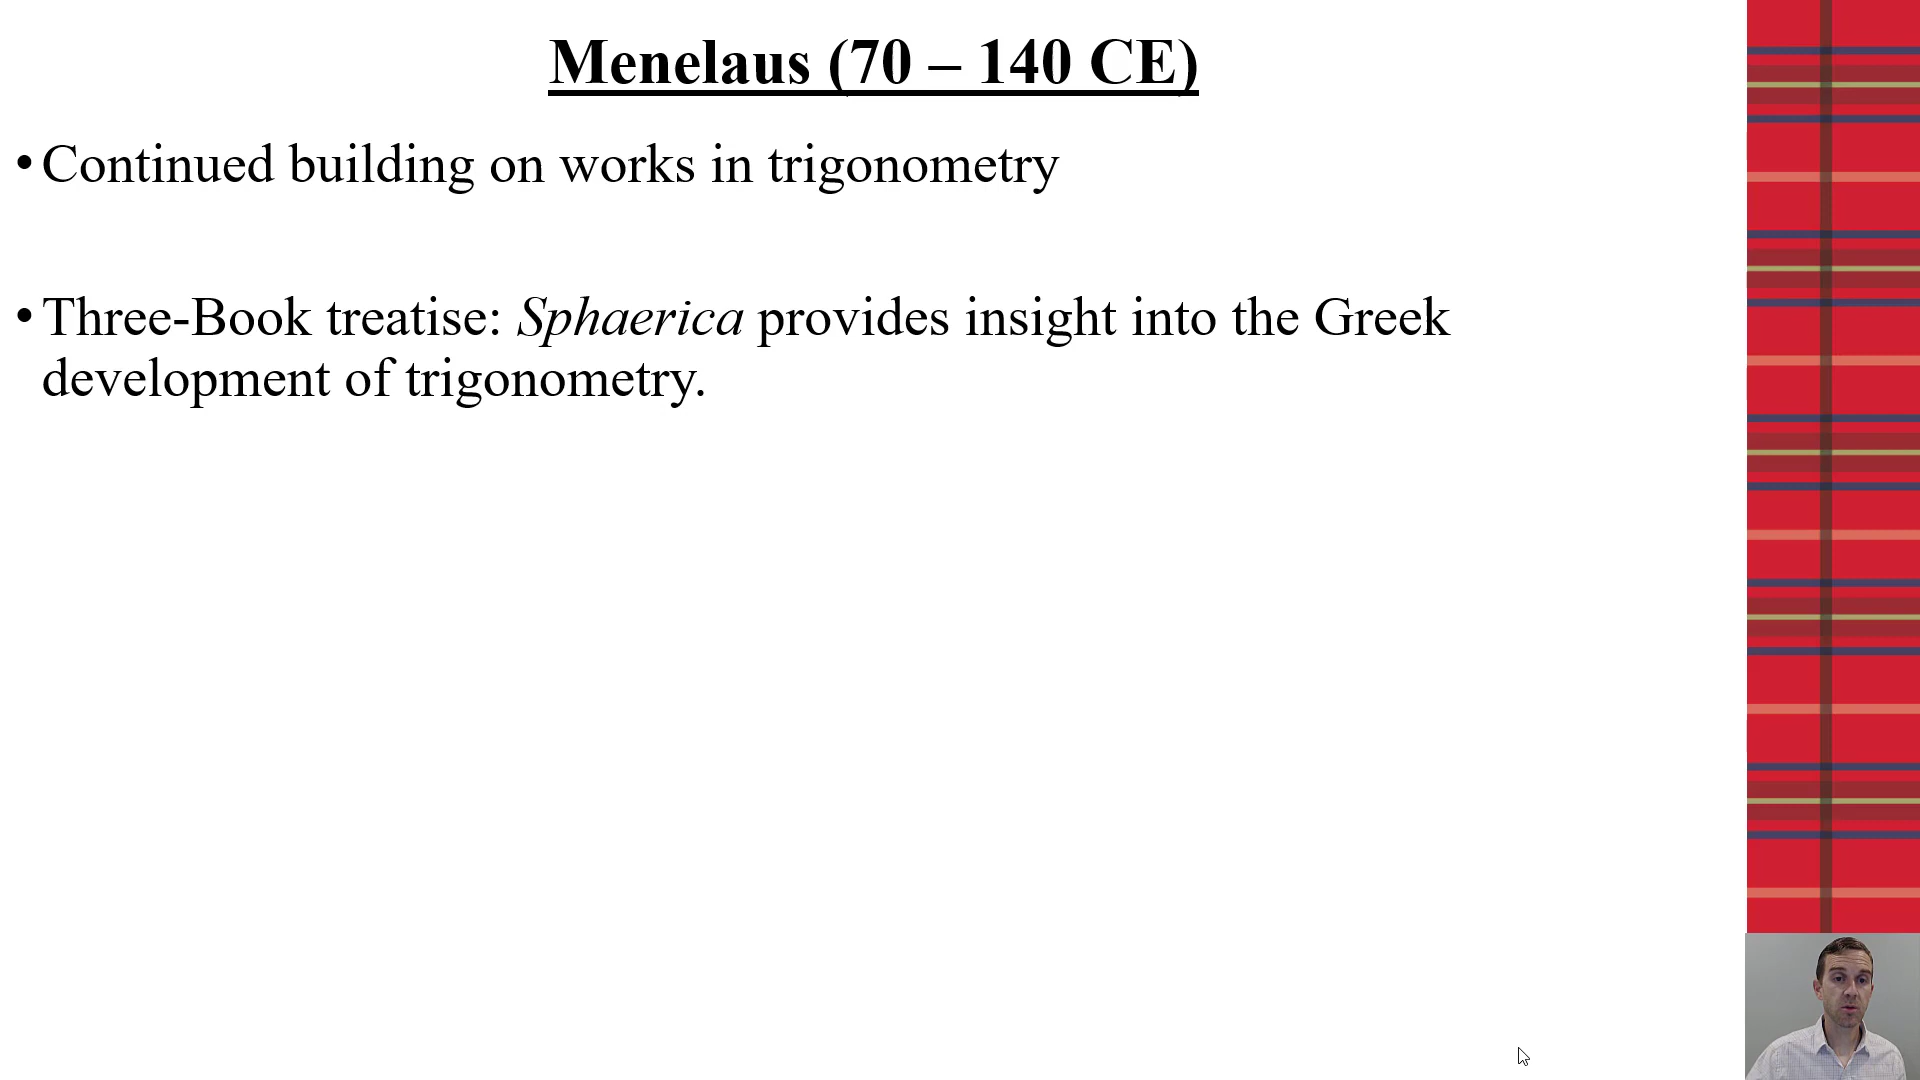 Menelaus (70 – 140 CE)
• Continued building on works in trigonometry
• Three-Book treatise: Sphaerica provides insight into the Greek
development of trigonometry.